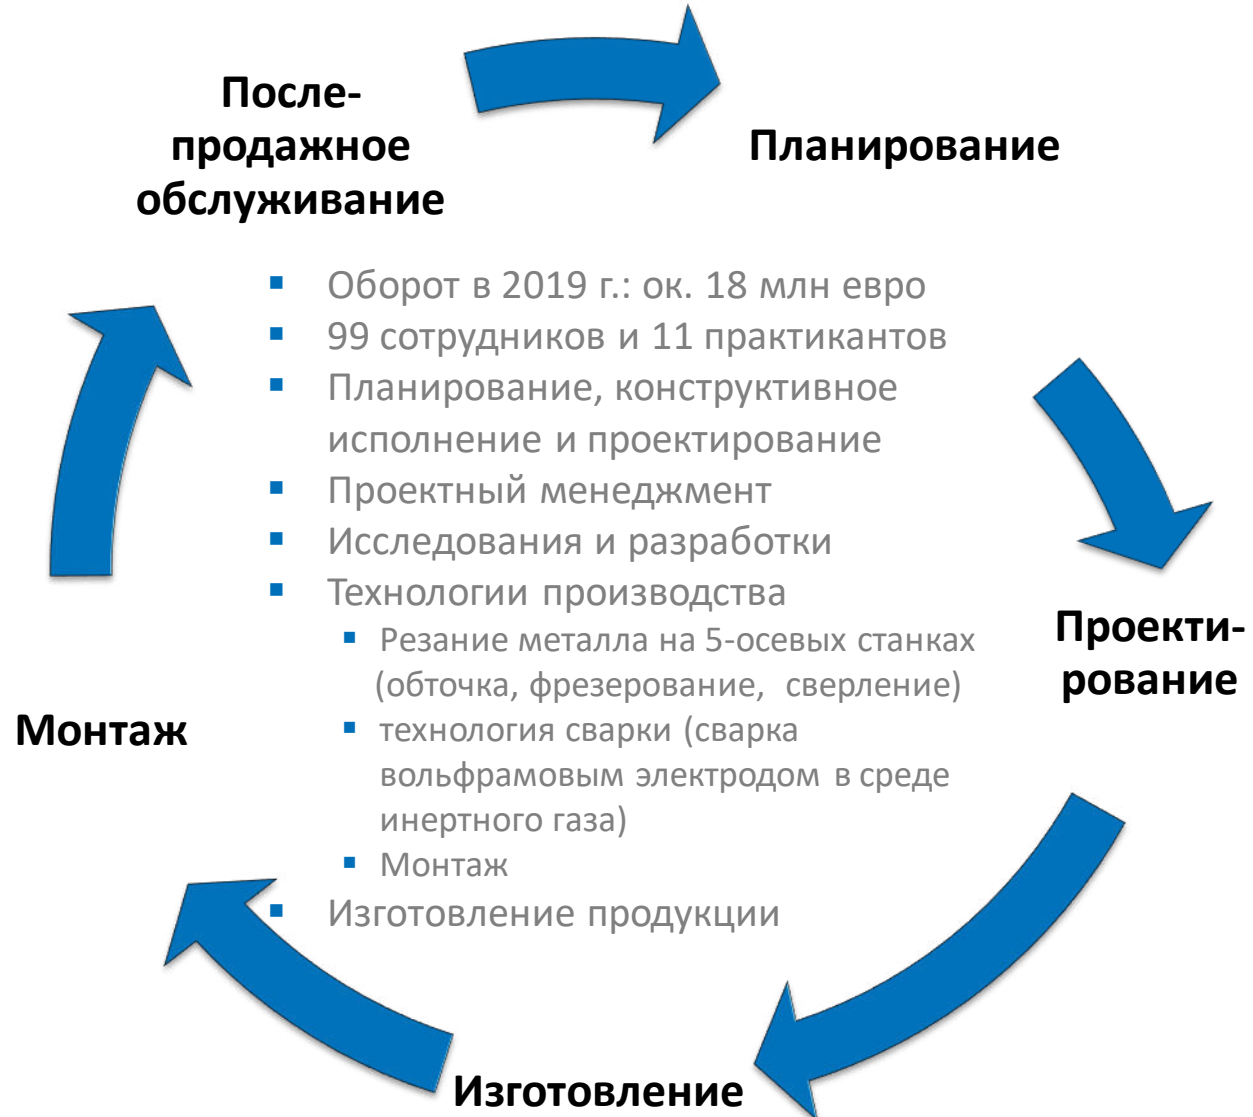 После-
продажное
обслуживание
Планирование
▪ Оборот в 2019 г.: ок. 18 млн евро
▪ 99 сотрудников и 11 практикантов
▪ Планирование, конструктивное
исполнение и проектирование
▪ Проектный менеджмент
▪ Исследования и разработки
▪ Технологии производства
▪ Резание металла на 5-осевых станках
(обточка, фрезерование, сверление)
▪ технология сварки (сварка
вольфрамовым электродом в среде
инертного газа)
▪ Монтаж
▪ Изготовление продукции
Проекти-
рование
Монтаж
Изготовление